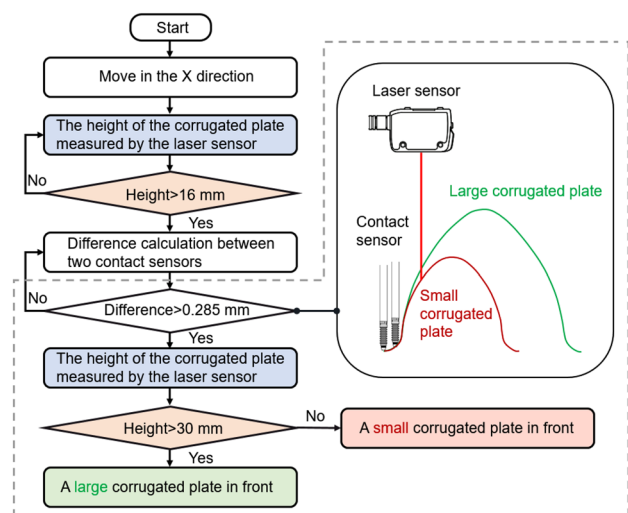 Start
Move in the X direction
The height of the corrugated plate
measured by the laser sensor
No
Height>16 mm
Yes
Difference calculation between
two contact sensors
No
Difference>0.285 mm
Yes
The height of the corrugated plate
measured by the laser sensor
Height>30 mm
No
A small corrugated plate in front
Yes
A large corrugated plate in front
Laser sensor
Large corrugated plate
Contact
sensor
Small
corrugated
plate